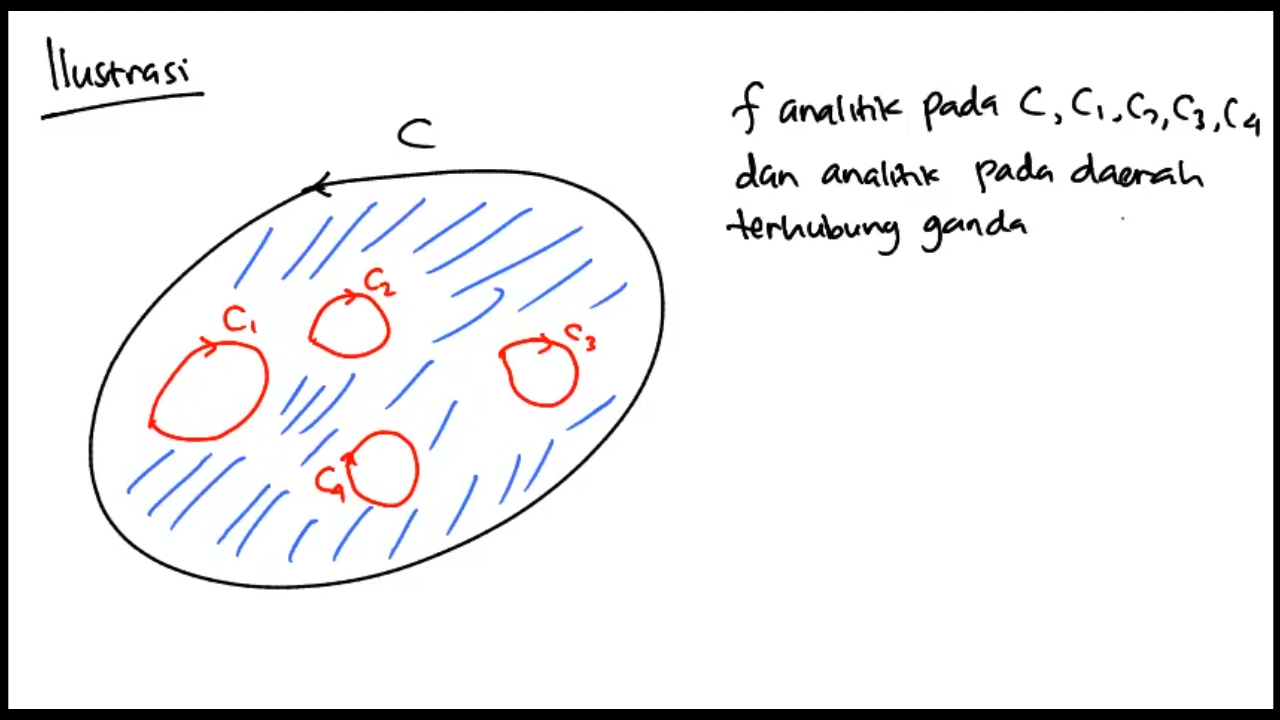 Ilustrasi
f analitik pada C, C₁, C₂, C₃, C₄
dan analitik pada daerah
terhubung ganda
C
C₂
C₁
C₃
C₄